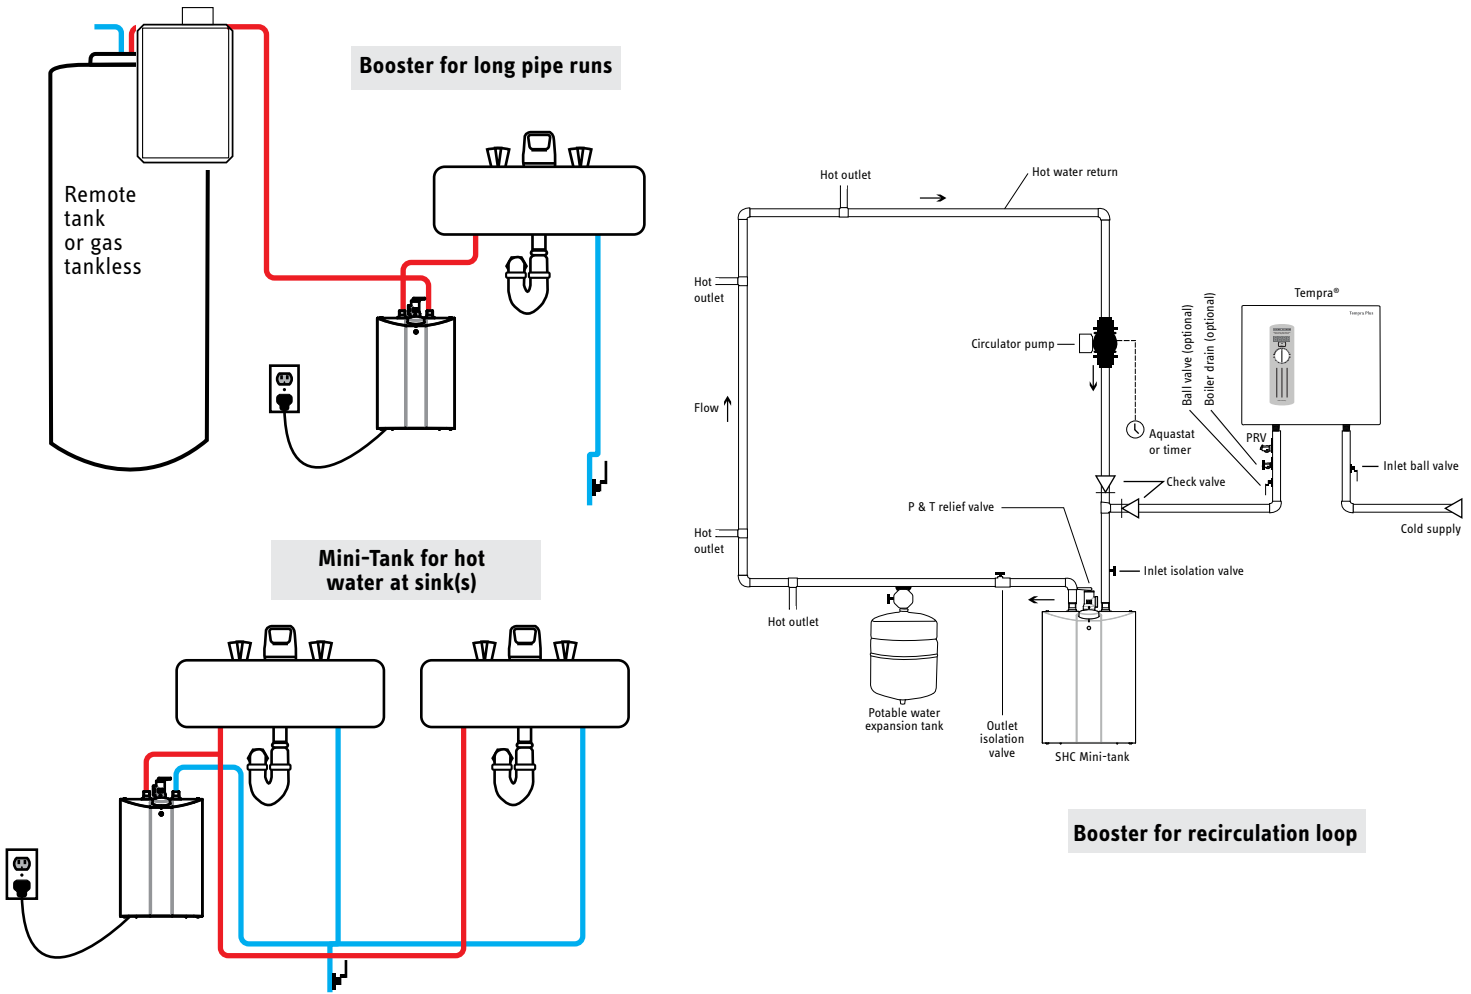 Booster for long pipe runs
Remote
tank
or gas
tankless
Mini-Tank for hot
water at sink(s)
Hot outlet
Hot water return
Hot
outlet
Circulator pump
Flow
Aquastat
or timer
Ball valve (optional)
Boiler drain (optional)
Tempra®
Tempra Plus
PRV
Inlet ball valve
Check valve
Cold supply
P & T relief valve
Hot
outlet
Inlet isolation valve
Hot outlet
Potable water
expansion tank
Outlet
isolation
valve
SHC Mini-tank
Booster for recirculation loop